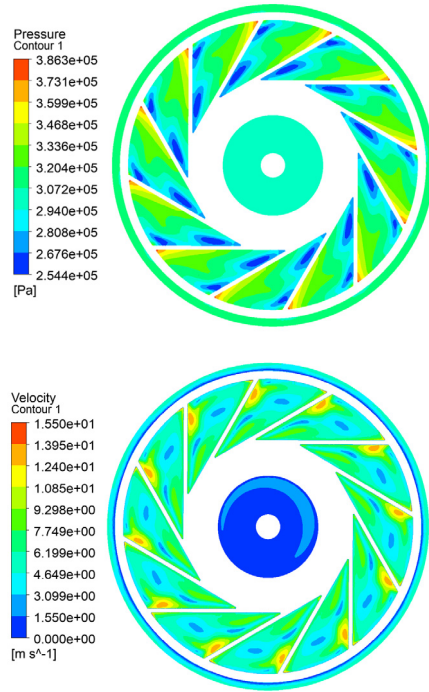 Pressure
Contour 1
3.863e+05
3.731e+05
3.599e+05
3.468e+05
3.336e+05
3.204e+05
3.072e+05
2.940e+05
2.808e+05
2.676e+05
2.544e+05
[Pa]
Velocity
Contour 1
1.550e+01
1.395e+01
1.240e+01
1.085e+01
9.298e+00
7.749e+00
6.199e+00
4.649e+00
3.099e+00
1.550e+00
0.000e+00
[m s^-1]